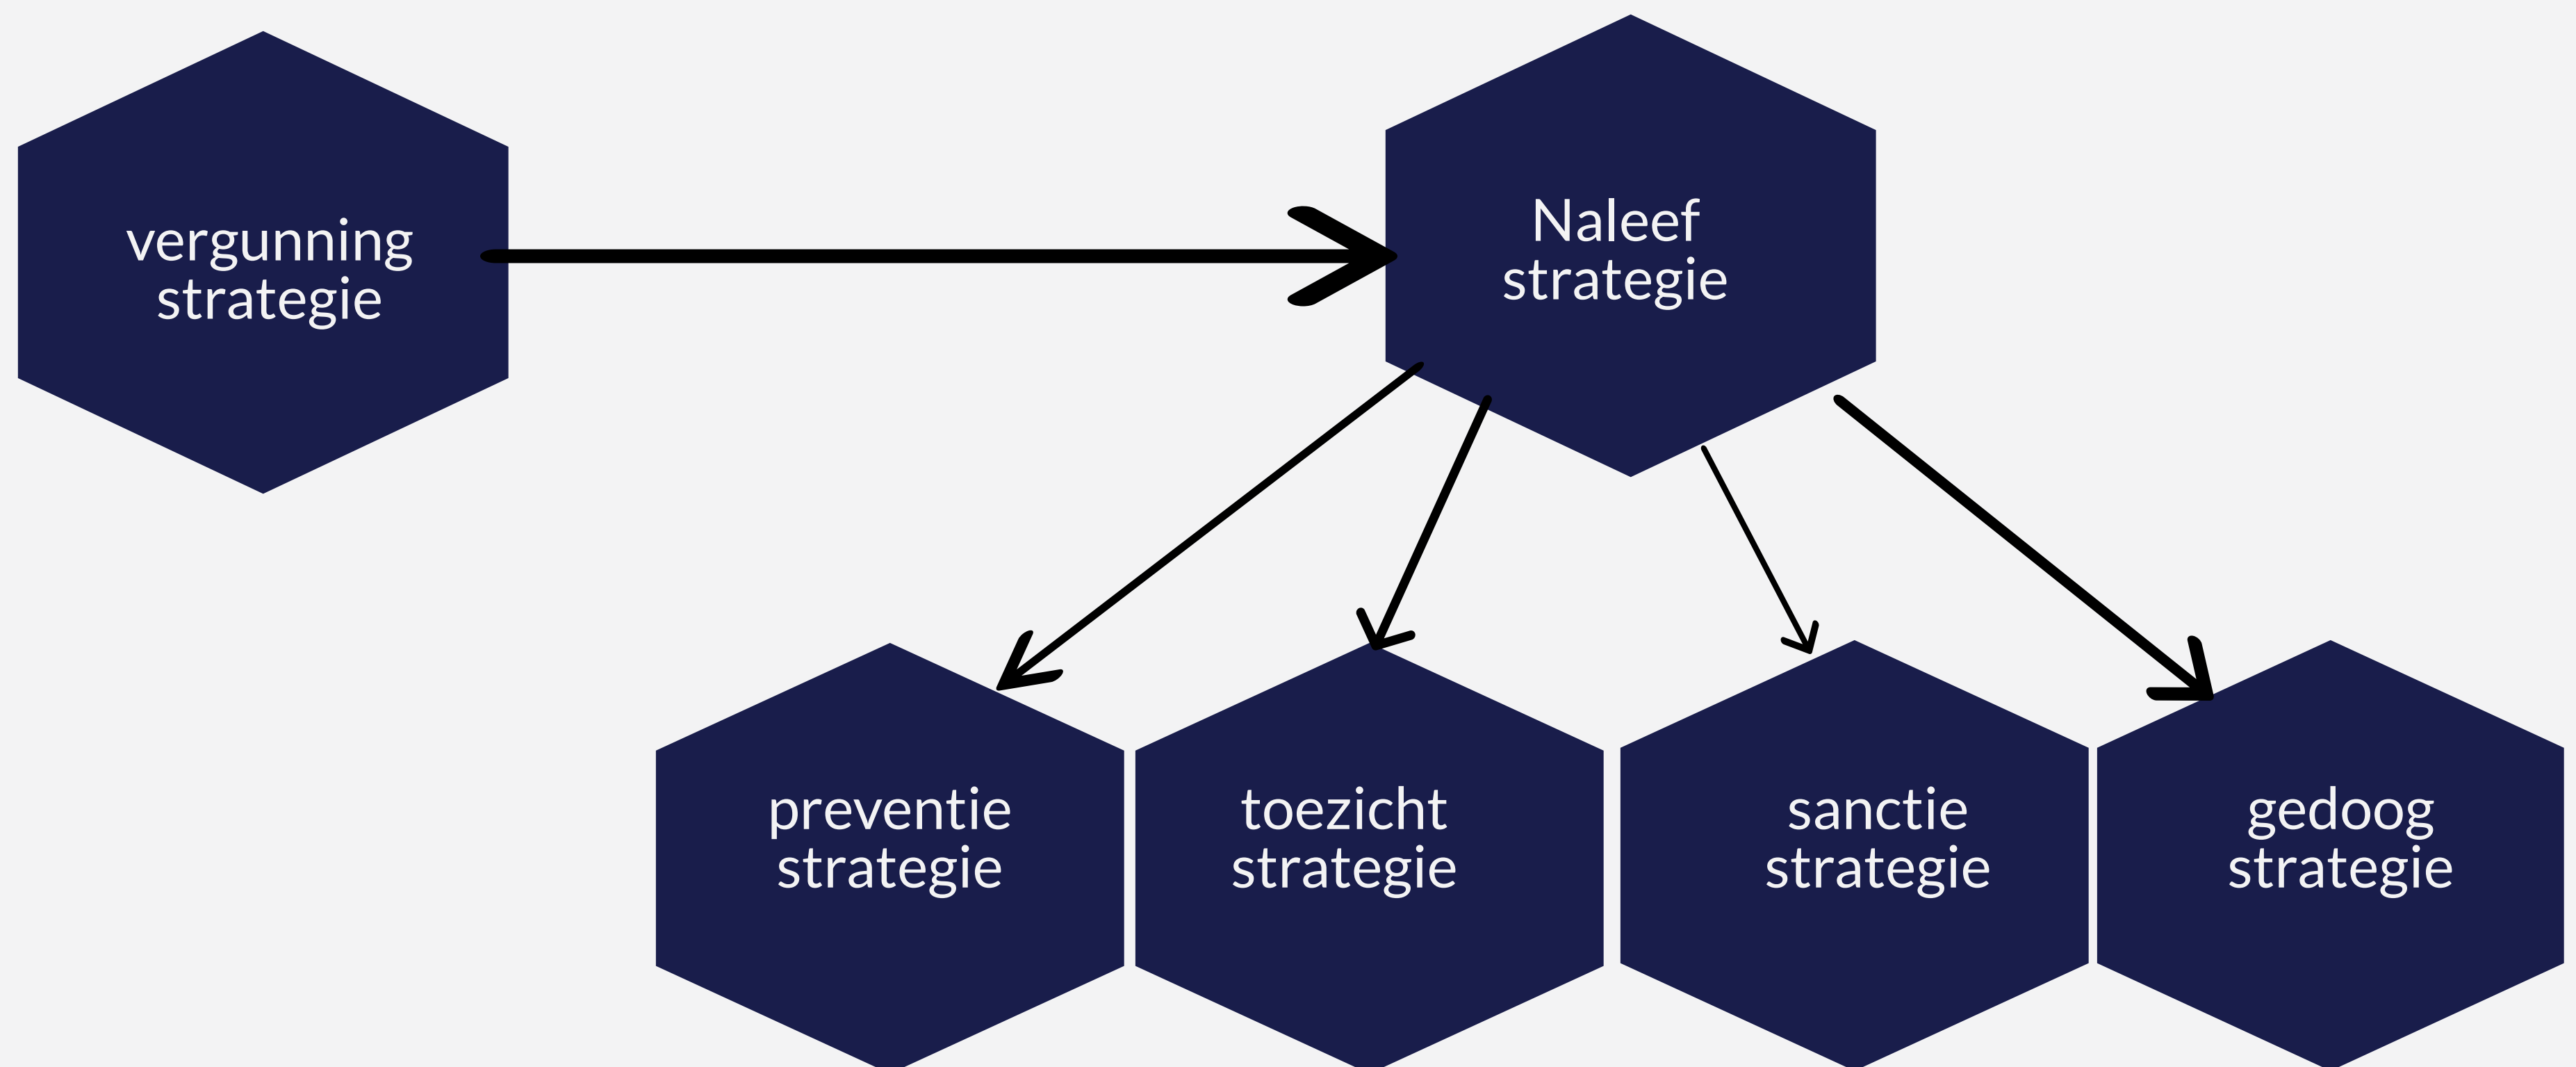 vergunning
strategie
Naleef
strategie
preventie
strategie
toezicht
strategie
sanctie
strategie
gedoog
strategie